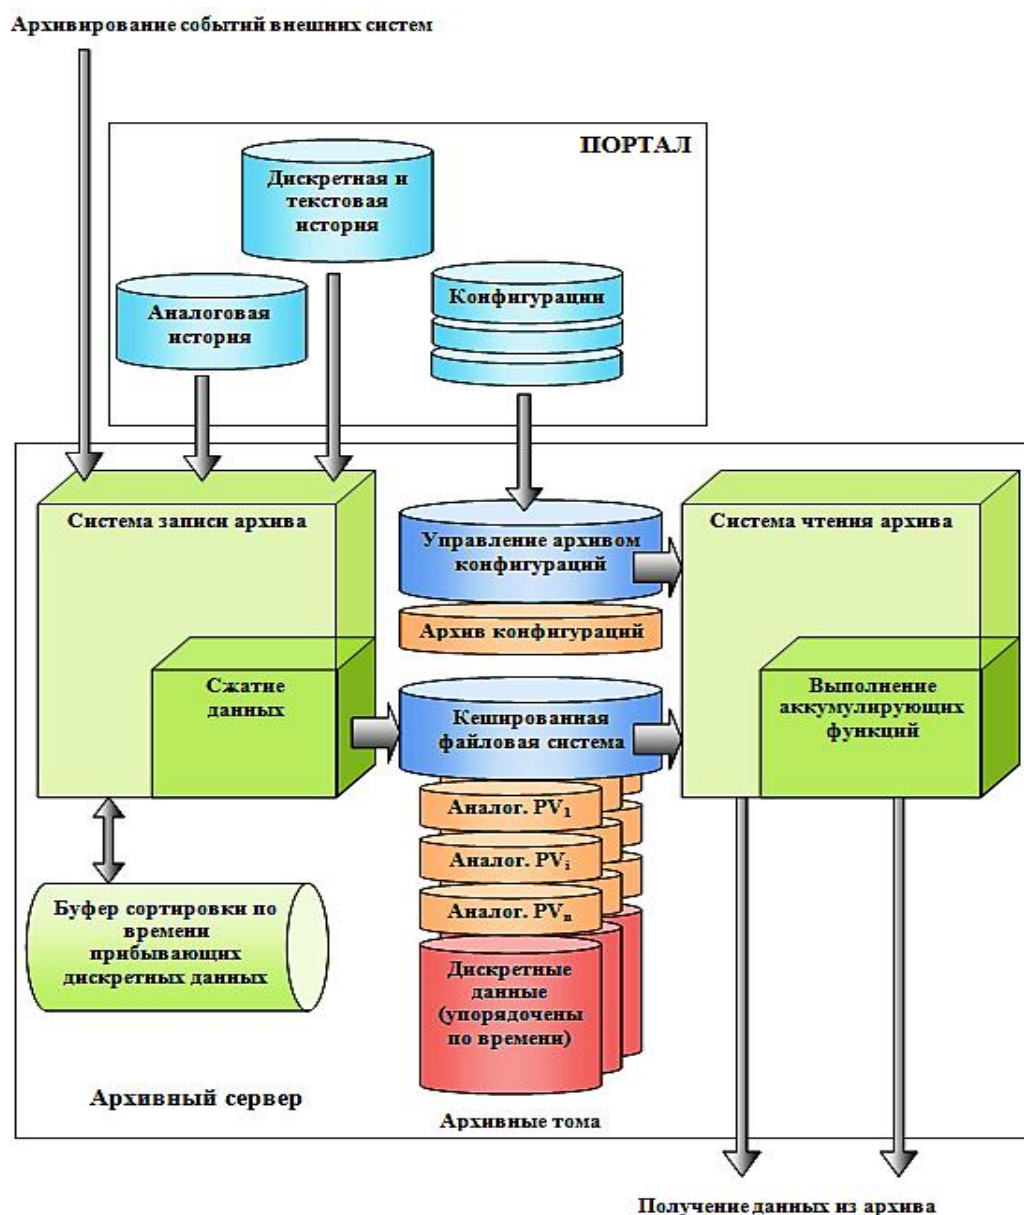 Архивирование событий внешних систем
ПОРТАЛ
Дискретная и
текстовая
история
Конфигурации
Аналоговая
история
Система записи архива
Управление архивом
конфигураций
Система чтения архива
Архив конфигураций
Сжатие
данных
Кешированная
файловая система
Выполнение
аккумулирующих
функций
Аналог. PV₁
Аналог. PVᵢ
Аналог. PVₙ
Буфер сортировки по
времени
прибывающих
дискретных данных
Дискретные
данные
(упорядочены
по времени)
Архивный сервер
Архивные тома
Получение данных из архива